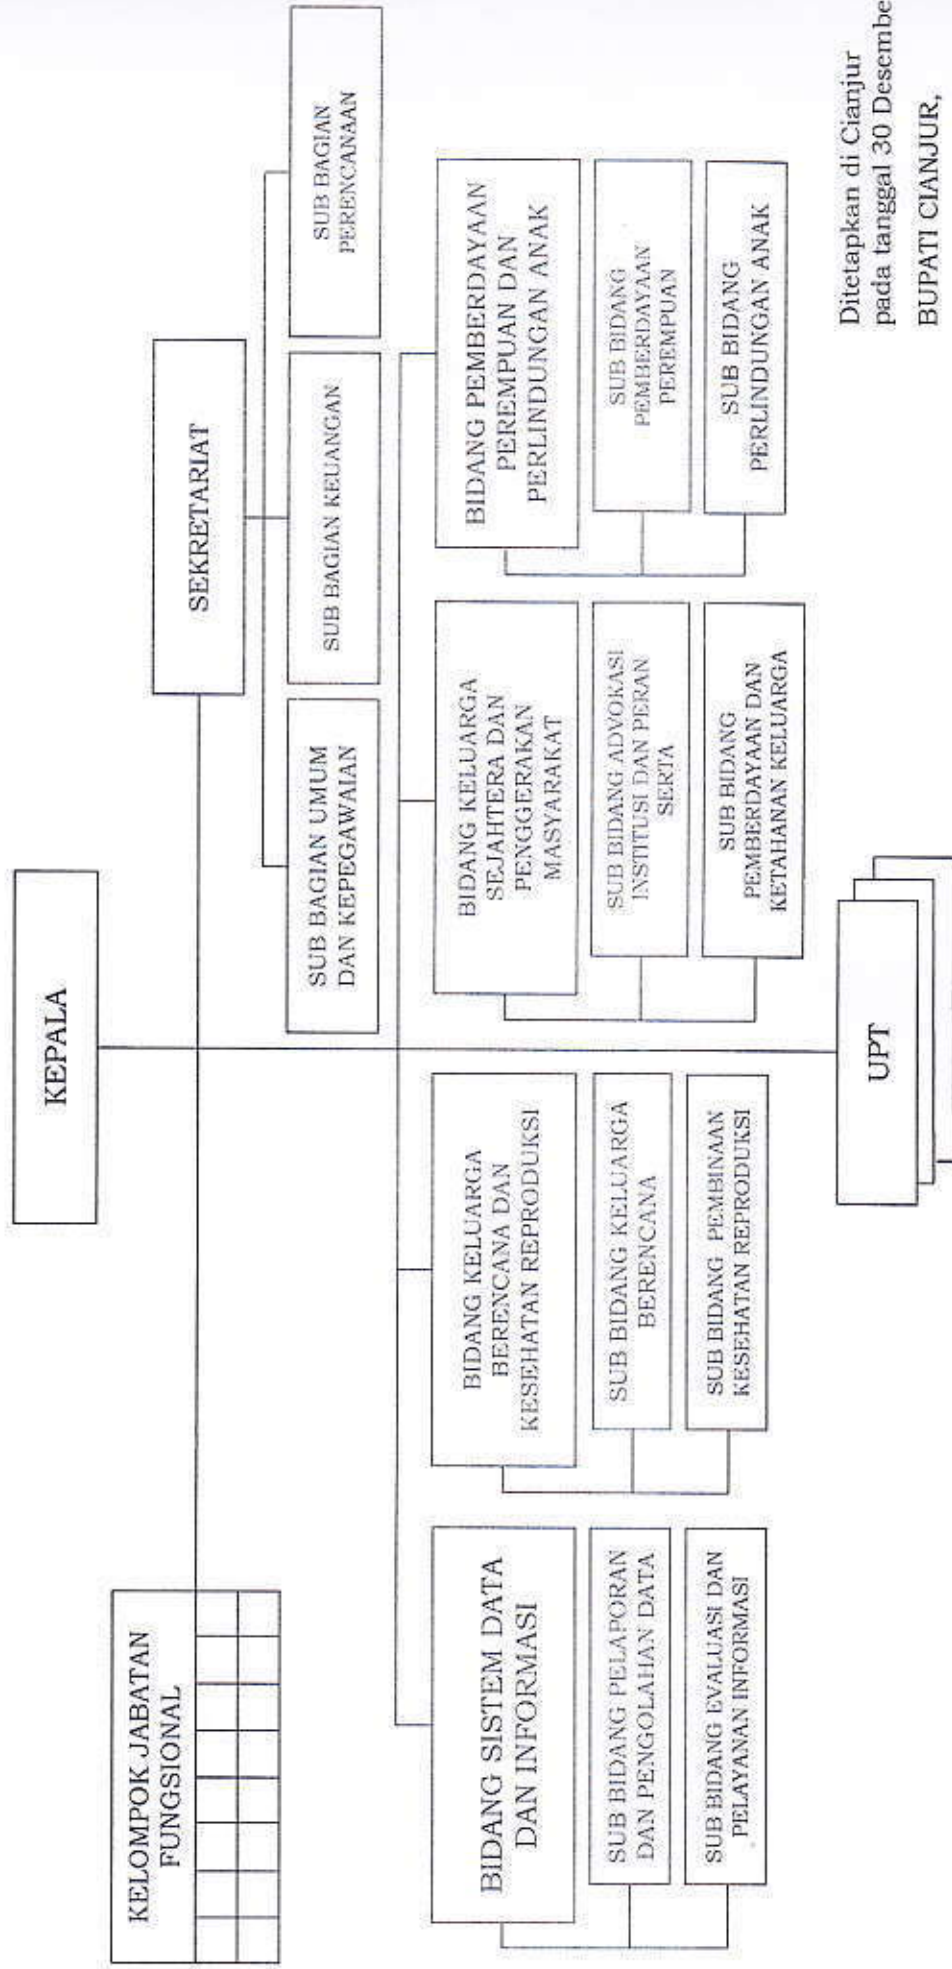 KEPALA
KELOMPOK JABATAN
FUNGSIONAL
SEKRETARIAT
SUB BAGIAN UMUM
DAN KEPEGAWAIAN
SUB BAGIAN KEUANGAN
SUB BAGIAN
PERENCANAAN
BIDANG SISTEM DATA
DAN INFORMASI
SUB BIDANG PELAPORAN
DAN PENGOLAHAN DATA
SUB BIDANG EVALUASI DAN
PELAYANAN INFORMASI
BIDANG KELUARGA
BERENCANA DAN
KESEHATAN REPRODUKSI
SUB BIDANG KELUARGA
BERENCANA
SUB BIDANG PEMBINAAN
KESEHATAN REPRODUKSI
BIDANG KELUARGA
SEJAHTERA DAN
PENGGERAKAN
MASYARAKAT
SUB BIDANG ADVOKASI
INSTITUSI DAN PERAN
SERTA
SUB BIDANG
PEMBERDAYAAN DAN
KETAHANAN KELUARGA
BIDANG PEMBERDAYAAN
PEREMPUAN DAN
PERLINDUNGAN ANAK
SUB BIDANG
PEMBERDAYAAN
PEREMPUAN
SUB BIDANG
PERLINDUNGAN ANAK
UPT
Ditetapkan di Cianjur
pada tanggal 30 Desembe
BUPATI CIANJUR,